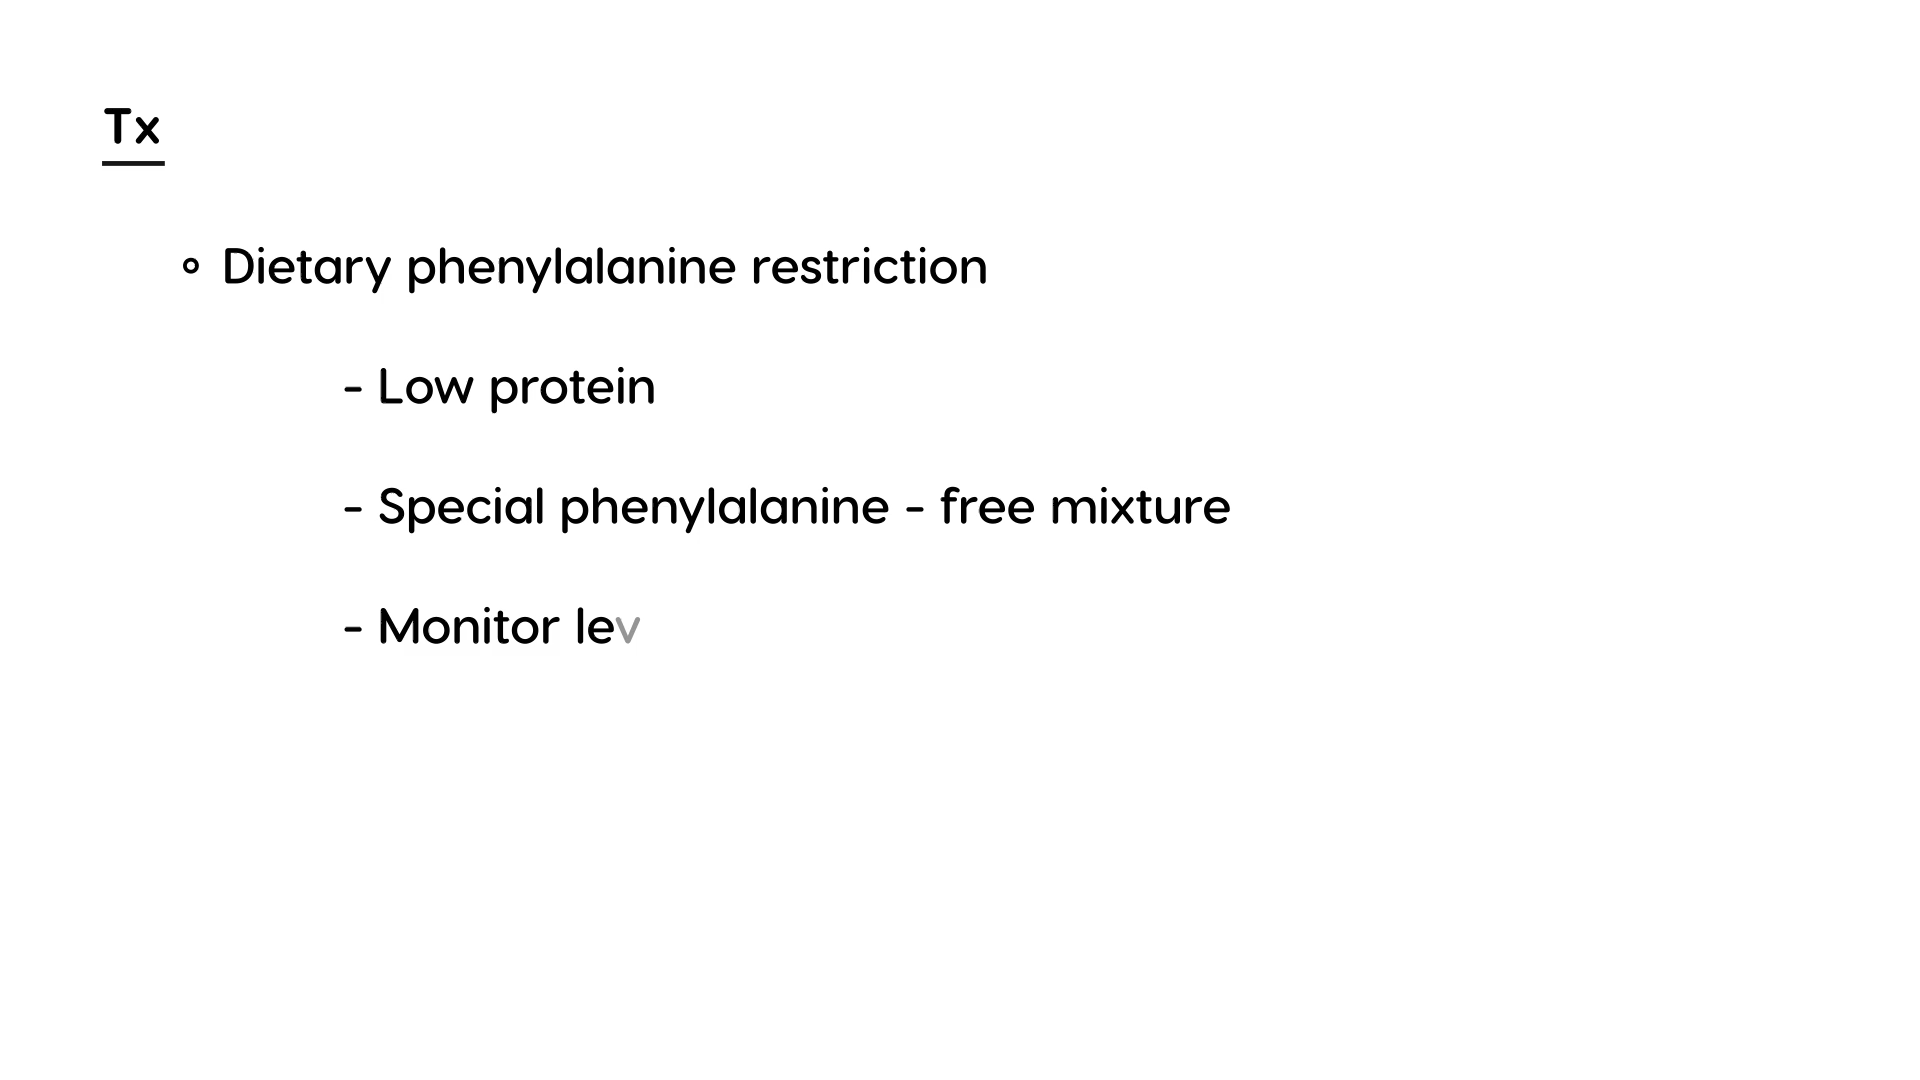 Tx
∘ Dietary phenylalanine restriction
- Low protein
- Special phenylalanine - free mixture
- Monitor lev